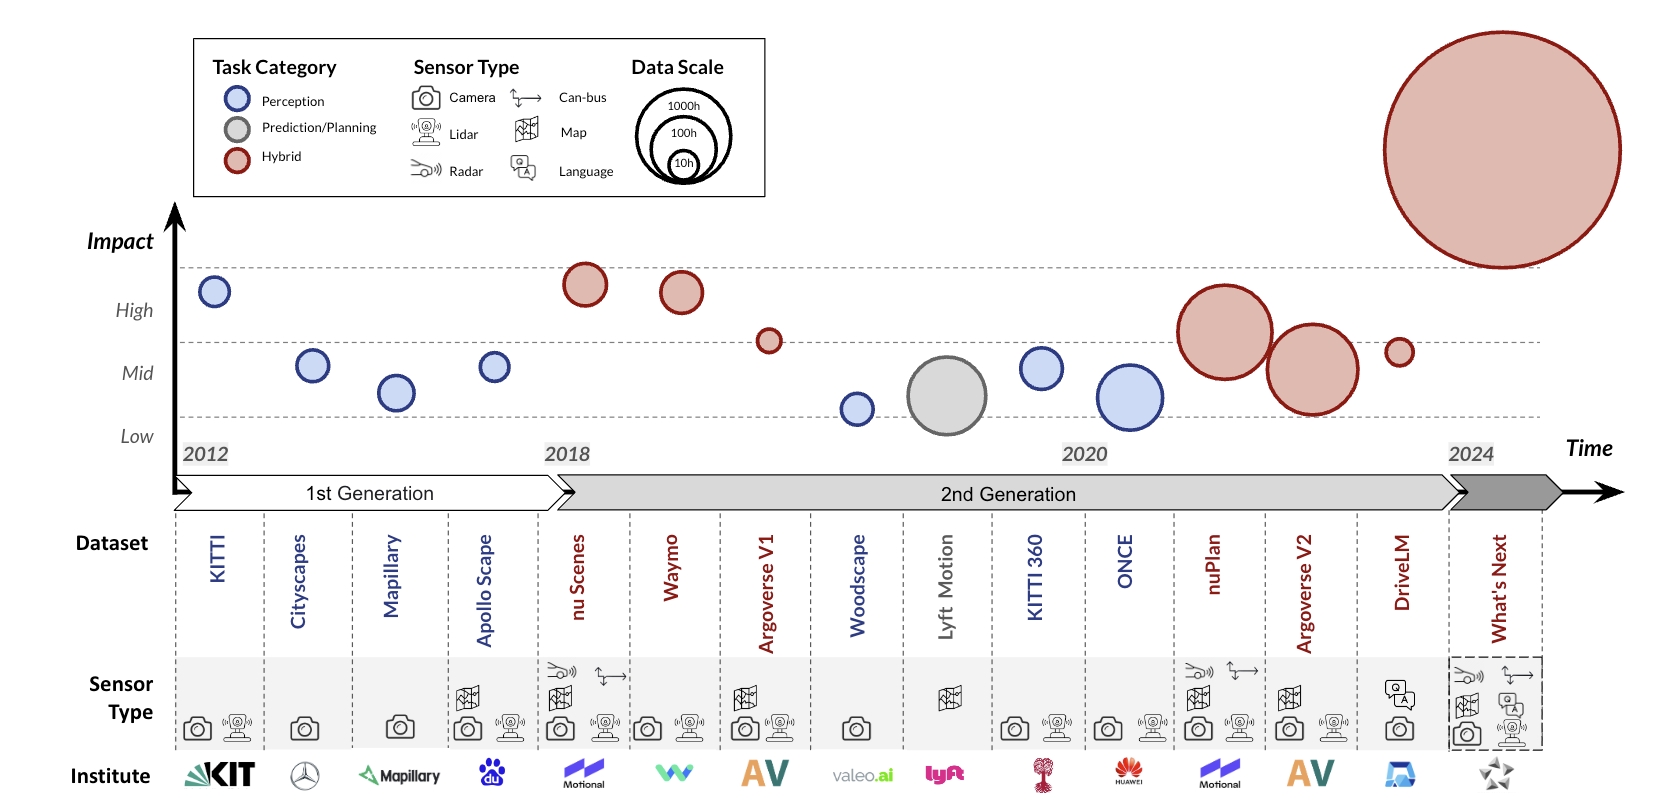 Task Category
Perception
Prediction/Planning
Hybrid
Sensor Type
Camera
Lidar
Radar
Can-bus
Map
Language
Q
A
Data Scale
1000h
100h
10h
Impact
High
Mid
Low
2012
2018
2020
2024
Time
1st Generation
2nd Generation
Dataset
KITTI
Cityscapes
Mapillary
Apollo Scape
nu Scenes
Waymo
Argoverse V1
Woodscape
Lyft Motion
KITTI 360
ONCE
nuPlan
Argoverse V2
DriveLM
What's Next
Sensor
Type
Q
A
Q
A
Institute
KIT
Mapillary
du
Motional
AV
valeo.ai
lyft
HUAWEI
Motional
AV